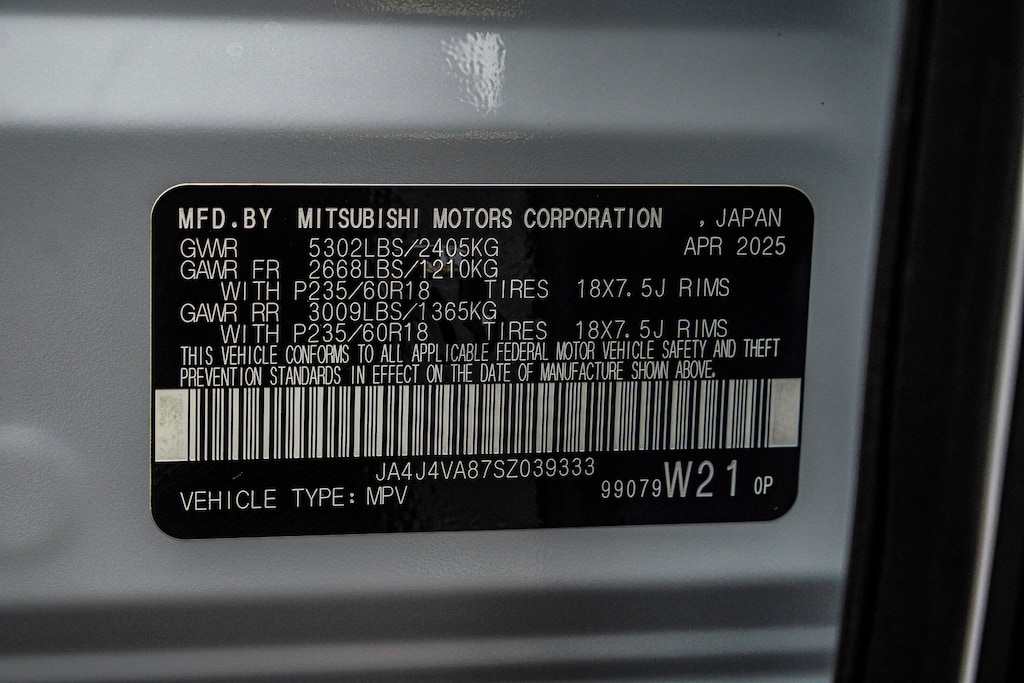 MFD.BY MITSUBISHI MOTORS CORPORATION , JAPAN
GVWR 5302LBS/2405KG APR 2025
GAWR FR 2668LBS/1210KG
WITH P235/60R18 TIRES 18X7.5J RIMS
GAWR RR 3009LBS/1365KG
WITH P235/60R18 TIRES 18X7.5J RIMS
THIS VEHICLE CONFORMS TO ALL APPLICABLE FEDERAL MOTOR VEHICLE SAFETY AND THEFT
PREVENTION STANDARDS IN EFFECT ON THE DATE OF MANUFACTURE SHOWN ABOVE.
JA4J4VA87SZ039333
VEHICLE TYPE: MPV 99079 W21 0P